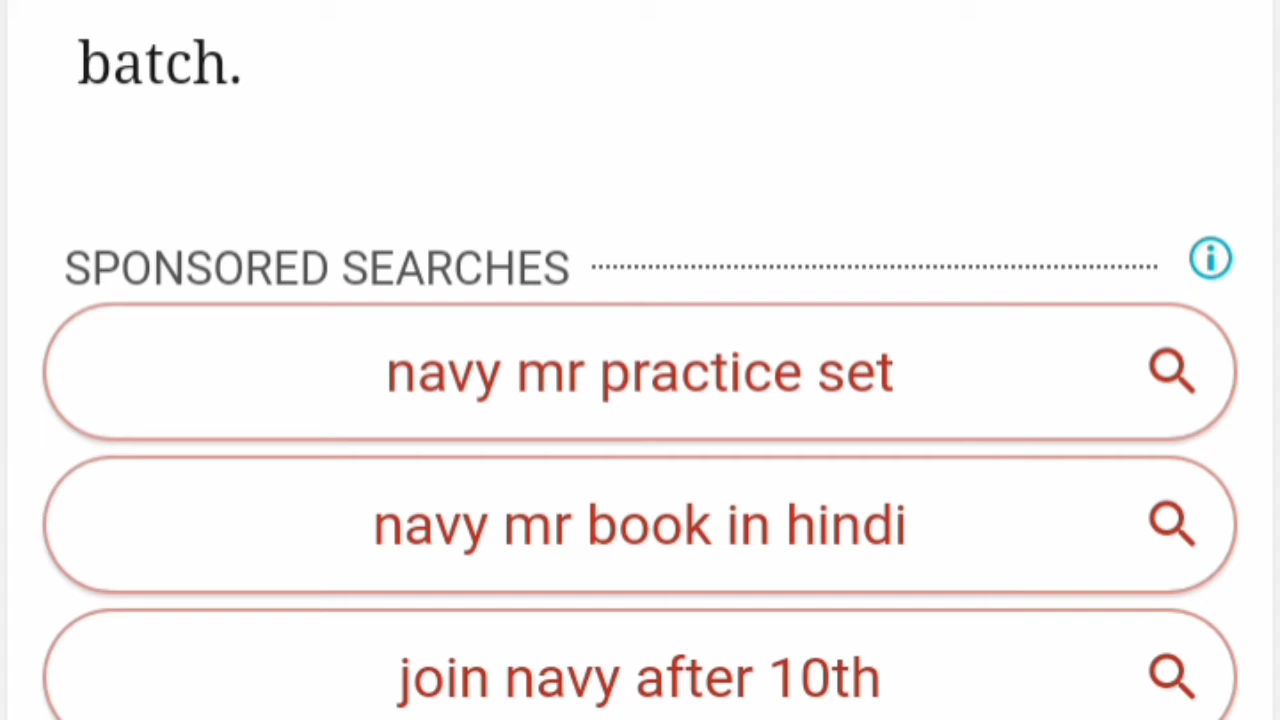 batch.
SPONSORED SEARCHES
navy mr practice set
navy mr book in hindi
join navy after 10th